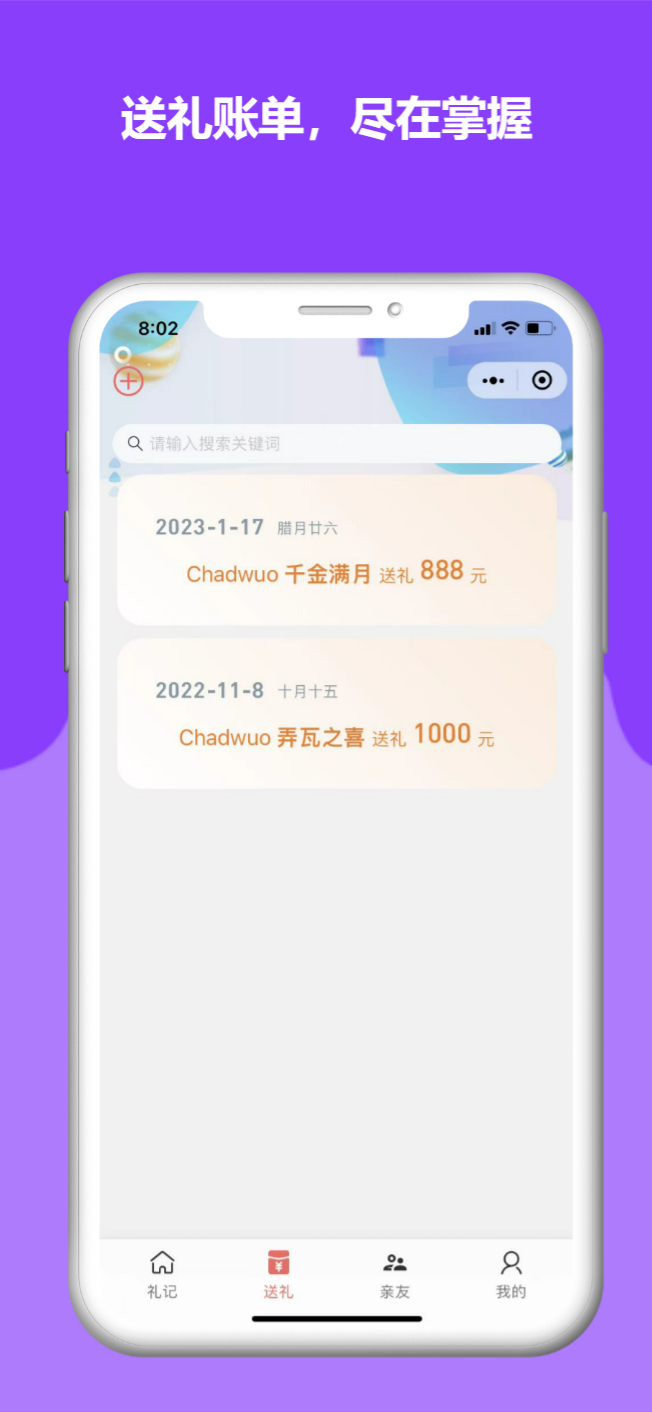 送礼账单，尽在掌握
8:02
请输入搜索关键词
2023-1-17 腊月廿六
Chadwuo 千金满月 送礼 888 元
2022-11-8 十月十五
Chadwuo 弄瓦之喜 送礼 1000 元
礼记 送礼 亲友 我的